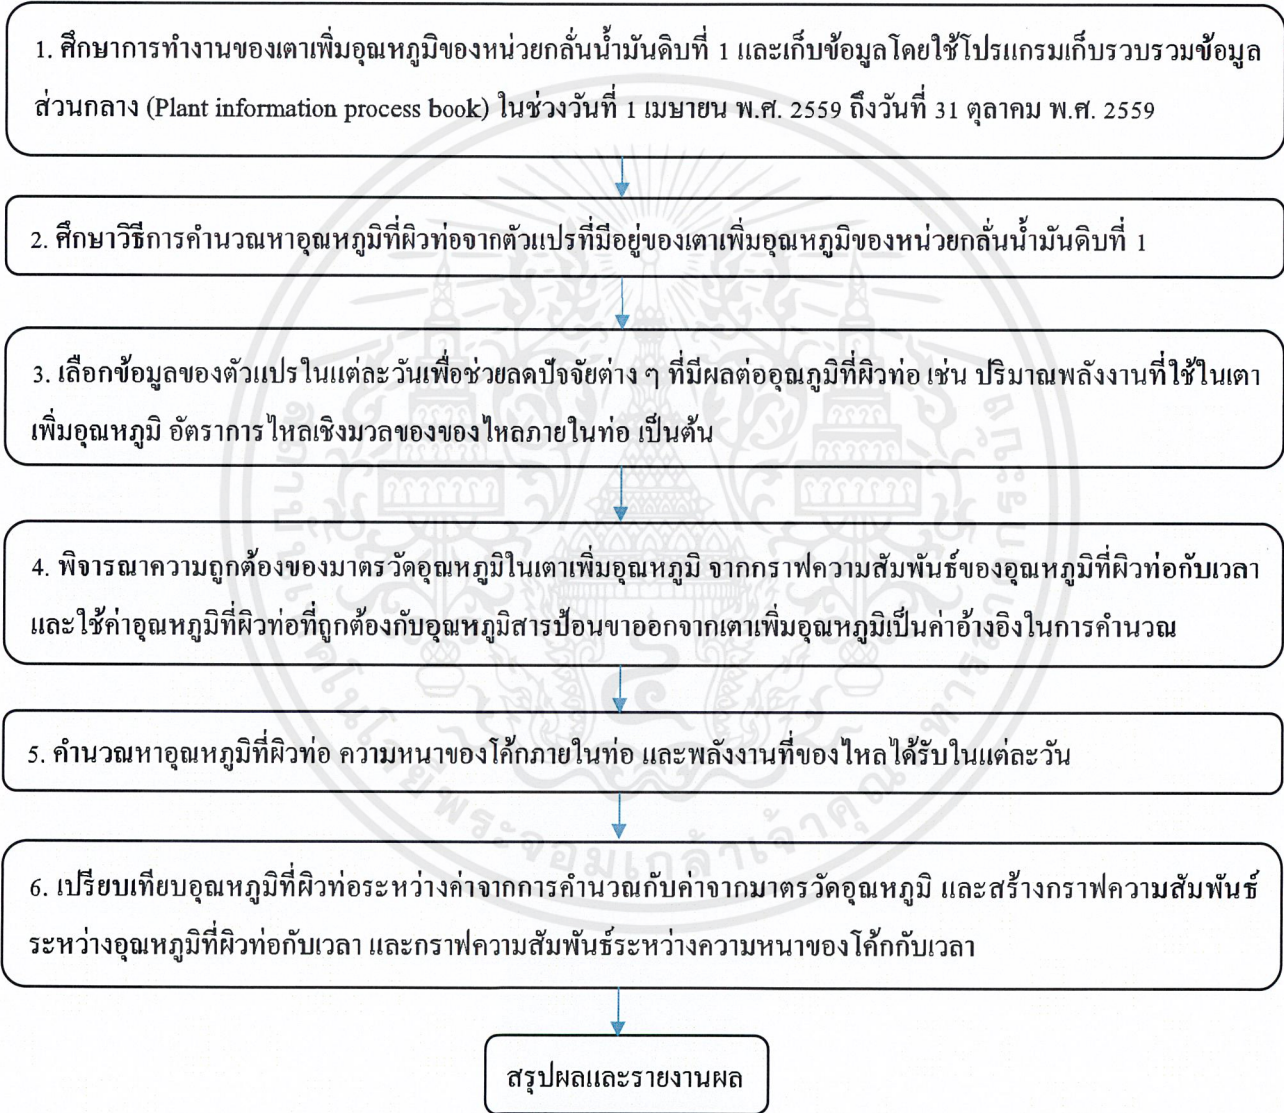 1. ศึกษาการทำงานของเตาเพิ่มอุณหภูมิของหน่วยกลั่นน้ำมันดิบที่ 1 และเก็บข้อมูลโดยใช้โปรแกรมเก็บรวบรวมข้อมูล
ส่วนกลาง (Plant information process book) ในช่วงวันที่ 1 เมษายน พ.ศ. 2559 ถึงวันที่ 31 ตุลาคม พ.ศ. 2559
2. ศึกษาวิธีการคำนวณหาอุณหภูมิที่ผิวท่อจากตัวแปรที่มีอยู่ของเตาเพิ่มอุณหภูมิของหน่วยกลั่นน้ำมันดิบที่ 1
3. เลือกข้อมูลของตัวแปรในแต่ละวันเพื่อช่วยลดปัจจัยต่าง ๆ ที่มีผลต่ออุณภูมิที่ผิวท่อ เช่น ปริมาณพลังงานที่ใช้ในเตา
เพิ่มอุณหภูมิ อัตราการไหลเชิงมวลของของไหลภายในท่อ เป็นต้น
4. พิจารณาความถูกต้องของมาตรวัดอุณหภูมิในเตาเพิ่มอุณหภูมิ จากกราฟความสัมพันธ์ของอุณหภูมิที่ผิวท่อกับเวลา
และใช้ค่าอุณหภูมิที่ผิวท่อที่ถูกต้องกับอุณหภูมิสารป้อนขาออกจากเตาเพิ่มอุณหภูมิเป็นค่าอ้างอิงในการคำนวณ
5. คำนวณหาอุณหภูมิที่ผิวท่อ ความหนาของโค้กภายในท่อ และพลังงานที่ของไหลได้รับในแต่ละวัน
6. เปรียบเทียบอุณหภูมิที่ผิวท่อระหว่างค่าจากการคำนวณกับค่าจากมาตรวัดอุณหภูมิ และสร้างกราฟความสัมพันธ์
ระหว่างอุณหภูมิที่ผิวท่อกับเวลา และกราฟความสัมพันธ์ระหว่างความหนาของโค้กกับเวลา
สรุปผลและรายงานผล